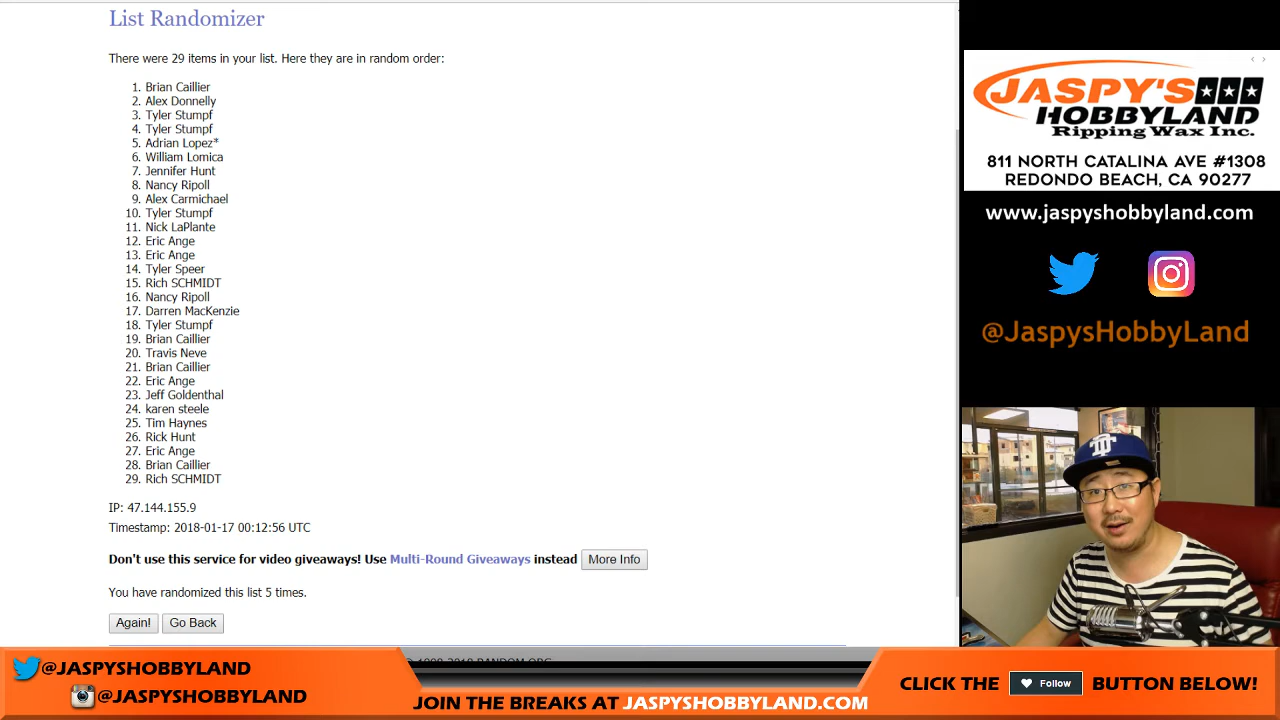 List Randomizer
There were 29 items in your list. Here they are in random order:
1. Brian Caillier
2. Alex Donnelly
3. Tyler Stumpf
4. Tyler Stumpf
5. Adrian Lopez*
6. William Lomica
7. Jennifer Hunt
8. Nancy Ripoll
9. Alex Carmichael
10. Tyler Stumpf
11. Nick LaPlante
12. Eric Ange
13. Eric Ange
14. Tyler Speer
15. Rich SCHMIDT
16. Nancy Ripoll
17. Darren MacKenzie
18. Tyler Stumpf
19. Brian Caillier
20. Travis Neve
21. Brian Caillier
22. Eric Ange
23. Jeff Goldenthal
24. karen steele
25. Tim Haynes
26. Rick Hunt
27. Eric Ange
28. Brian Caillier
29. Rich SCHMIDT
IP: 47.144.155.9
Timestamp: 2018-01-17 00:12:56 UTC
Don't use this service for video giveaways! Use Multi-Round Giveaways instead More Info
You have randomized this list 5 times.
Again! Go Back
JASPY'S
HOBBYLAND
Ripping Wax Inc.
811 NORTH CATALINA AVE #1308
REDONDO BEACH, CA 90277
www.jaspyshobbyland.com
@JaspysHobbyLand
@JASPYSHOBBYLAND
@JASPYSHOBBYLAND
JOIN THE BREAKS AT JASPYSHOBBYLAND.COM
CLICK THE Follow BUTTON BELOW!